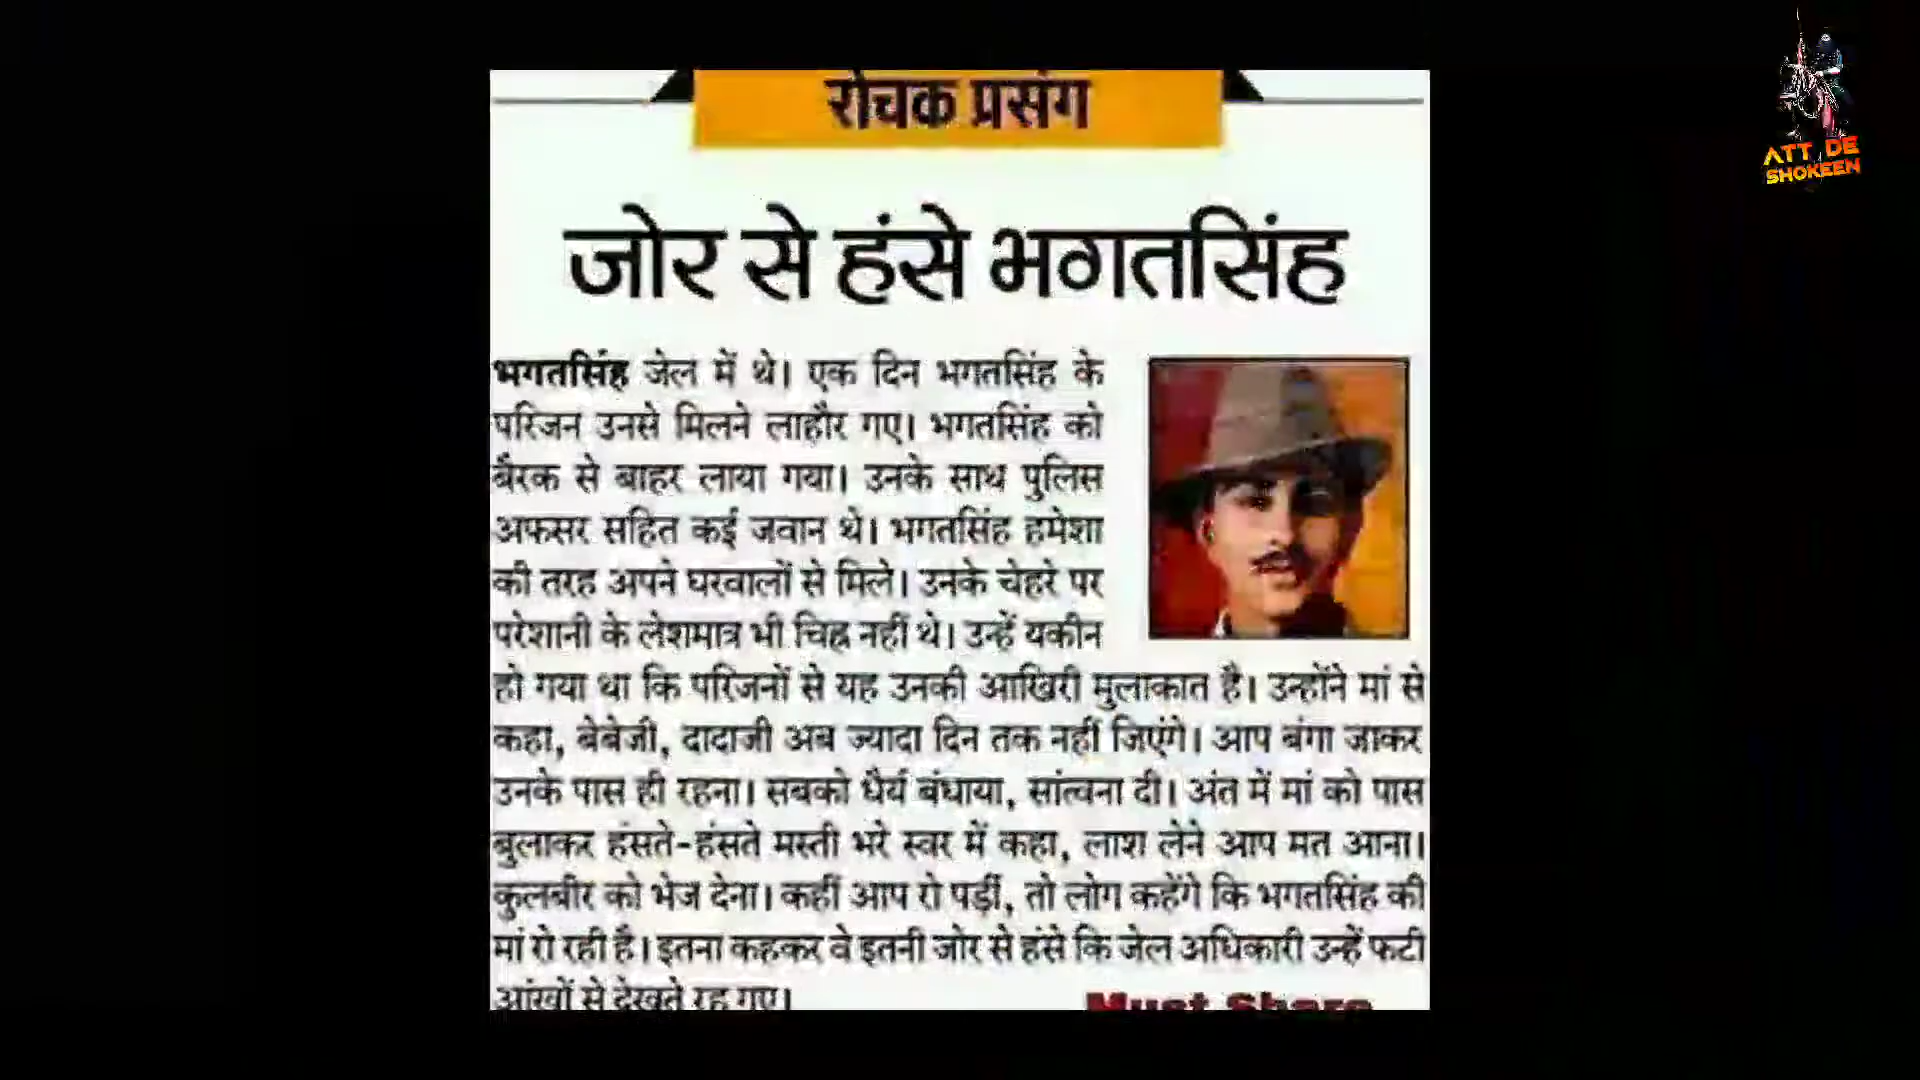 रोचक प्रसंग
ATT DE
SHOKEEN
जोर से हंसे भगतसिंह
भगतसिंह जेल में थे। एक दिन भगतसिंह के
परिजन उनसे मिलने लाहौर गए। भगतसिंह को
बैरक से बाहर लाया गया। उनके साथ पुलिस
अफसर सहित कई जवान थे। भगतसिंह हमेशा
की तरह अपने घरवालों से मिले। उनके चेहरे पर
परेशानी के लेशमात्र भी चिह्न नहीं थे। उन्हें यकीन
हो गया था कि परिजनों से यह उनकी आखिरी मुलाकात है। उन्होंने मां से
कहा, बेबेजी, दादाजी अब ज्यादा दिन तक नहीं जिएंगे। आप बंगा जाकर
उनके पास ही रहना। सबको धैर्य बंधाया, सांत्वना दी। अंत में मां को पास
बुलाकर हंसते-हंसते मस्ती भरे स्वर में कहा, लाश लेने आप मत आना।
कुलबीर को भेज देना। कहीं आप रो पड़ीं, तो लोग कहेंगे कि भगतसिंह की
मां रो रही है। इतना कहकर वे इतनी जोर से हंसे कि जेल अधिकारी उन्हें फटी
आंखों से देखते रह गए।
Must Share